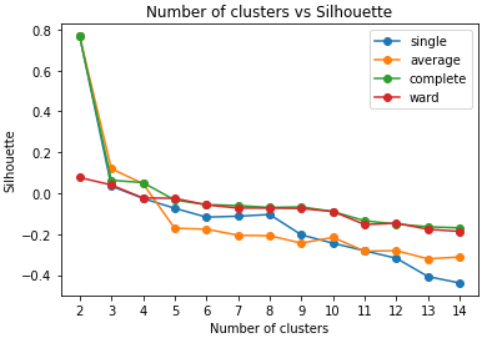 Number of clusters vs Silhouette
single
average
complete
ward
Silhouette
0.8
0.6
0.4
0.2
0.0
−0.2
−0.4
2 3 4 5 6 7 8 9 10 11 12 13 14
Number of clusters